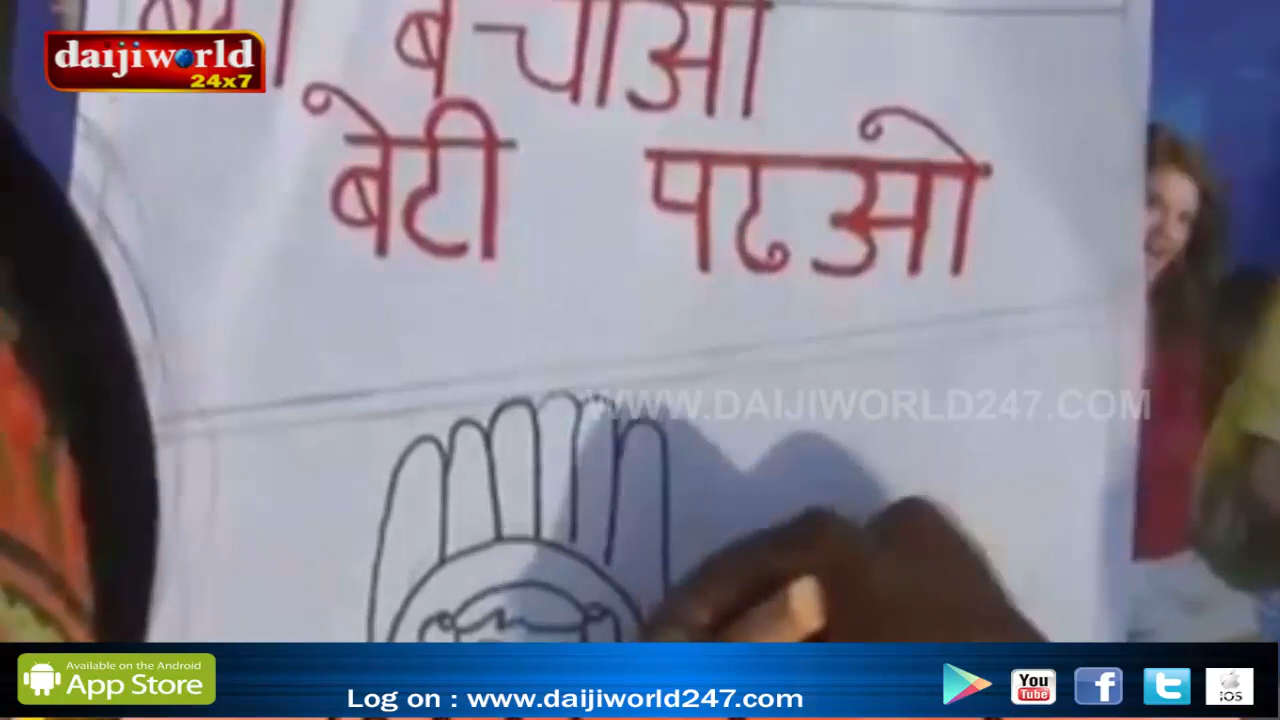 daijiworld
24x7
बेटी बचाओ
बेटी पढओ
WWW.DAIJIWORLD247.COM
Available on the Android
App Store
Log on : www.daijiworld247.com
You
Tube
f
t
iOS